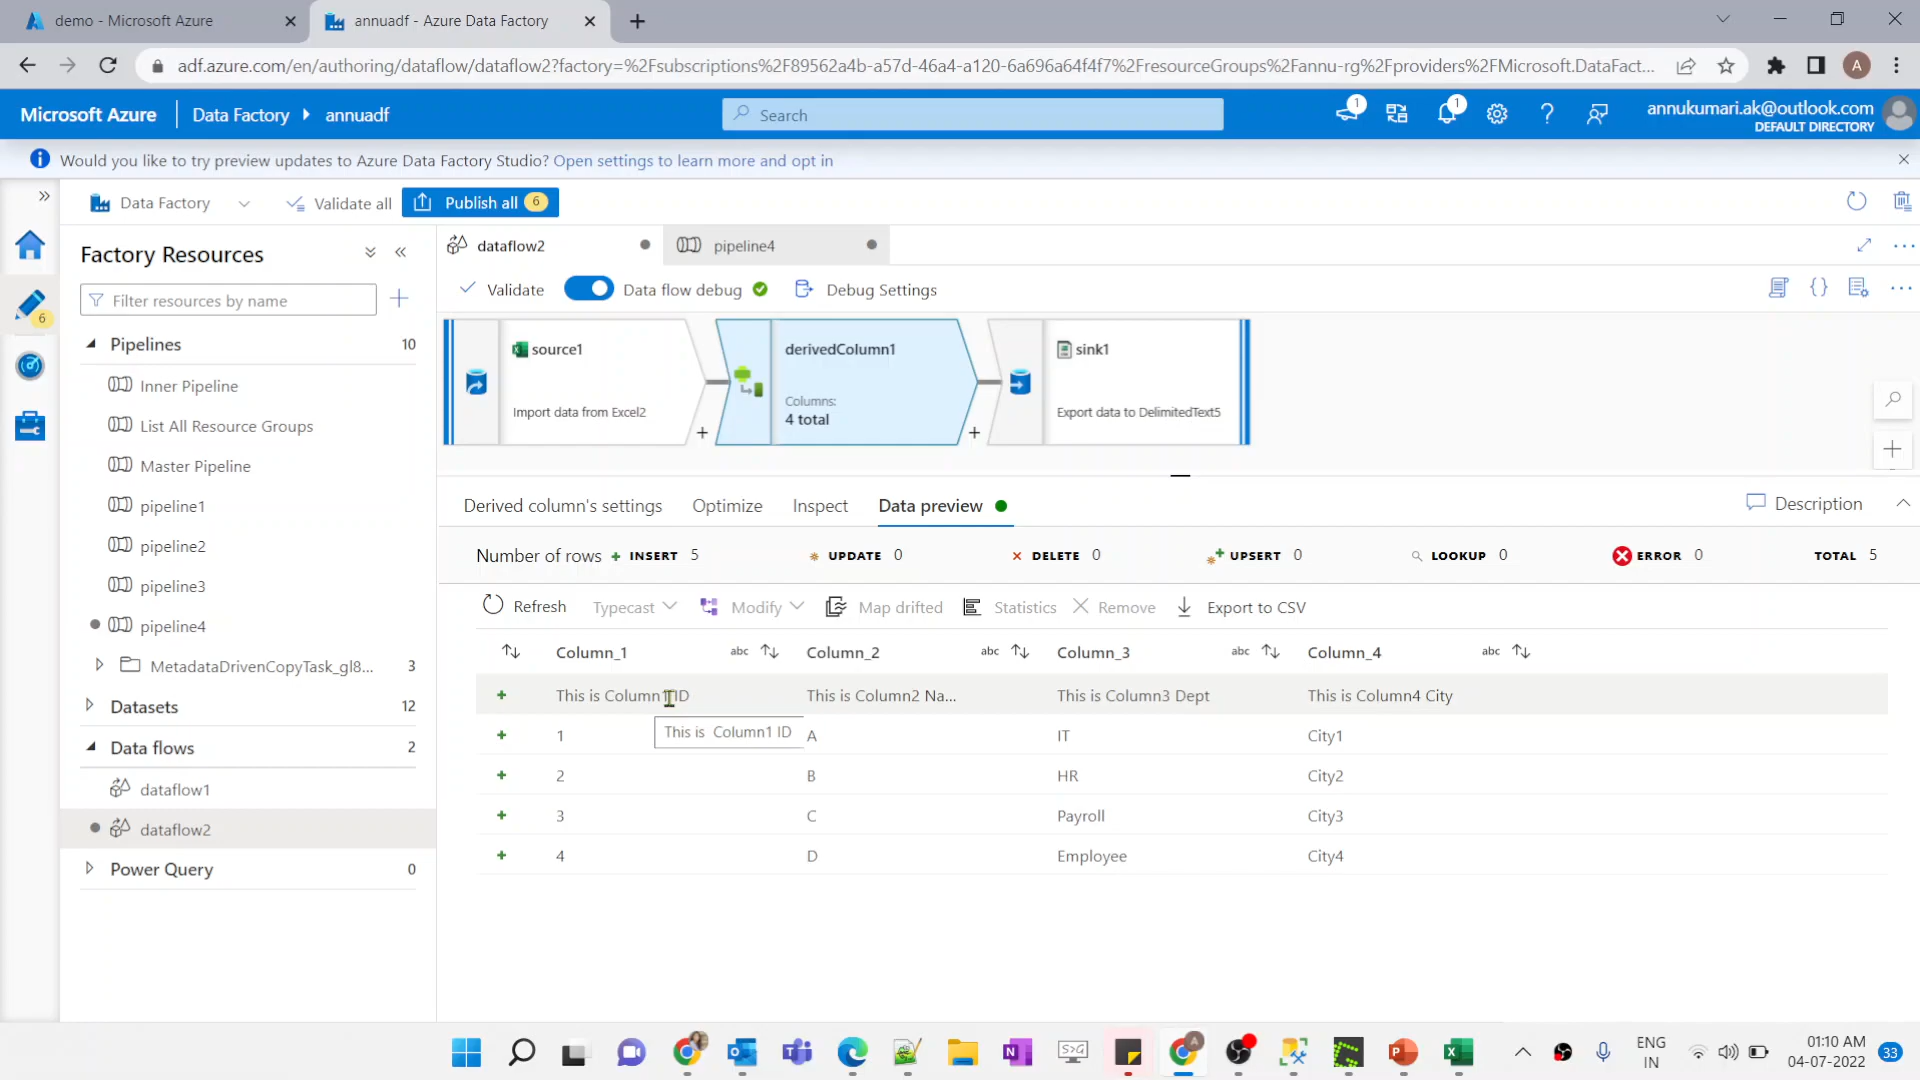 demo - Microsoft Azure
annuadf - Azure Data Factory
adf.azure.com/en/authoring/dataflow/dataflow2?factory=%2Fsubscriptions%2F89562a4b-a57d-46a4-a120-6a696a64f4f7%2FresourceGroups%2Fannu-rg%2Fproviders%2FMicrosoft.DataFact...
A
Microsoft Azure
Data Factory
annuadf
Search
1
1
annukumari.ak@outlook.com
DEFAULT DIRECTORY
Would you like to try preview updates to Azure Data Factory Studio? Open settings to learn more and opt in
Data Factory
Validate all
Publish all 6
Factory Resources
dataflow2
pipeline4
Filter resources by name
Validate
Data flow debug
Debug Settings
6
Pipelines 10
Inner Pipeline
List All Resource Groups
Master Pipeline
pipeline1
pipeline2
pipeline3
pipeline4
MetadataDrivenCopyTask_gl8... 3
Datasets 12
Data flows 2
dataflow1
dataflow2
Power Query 0
source1
Import data from Excel2
derivedColumn1
Columns:
4 total
sink1
Export data to DelimitedText5
Derived column's settings
Optimize
Inspect
Data preview
Description
Number of rows
INSERT 5
UPDATE 0
DELETE 0
UPSERT 0
LOOKUP 0
ERROR 0
TOTAL 5
Refresh
Typecast
Modify
Map drifted
Statistics
Remove
Export to CSV
Column_1 abc
Column_2 abc
Column_3 abc
Column_4 abc
This is Column1 ID This is Column2 Na... This is Column3 Dept This is Column4 City
This is Column1 ID
1 A IT City1
2 B HR City2
3 C Payroll City3
4 D Employee City4
ENG
IN
01:10 AM
04-07-2022
33